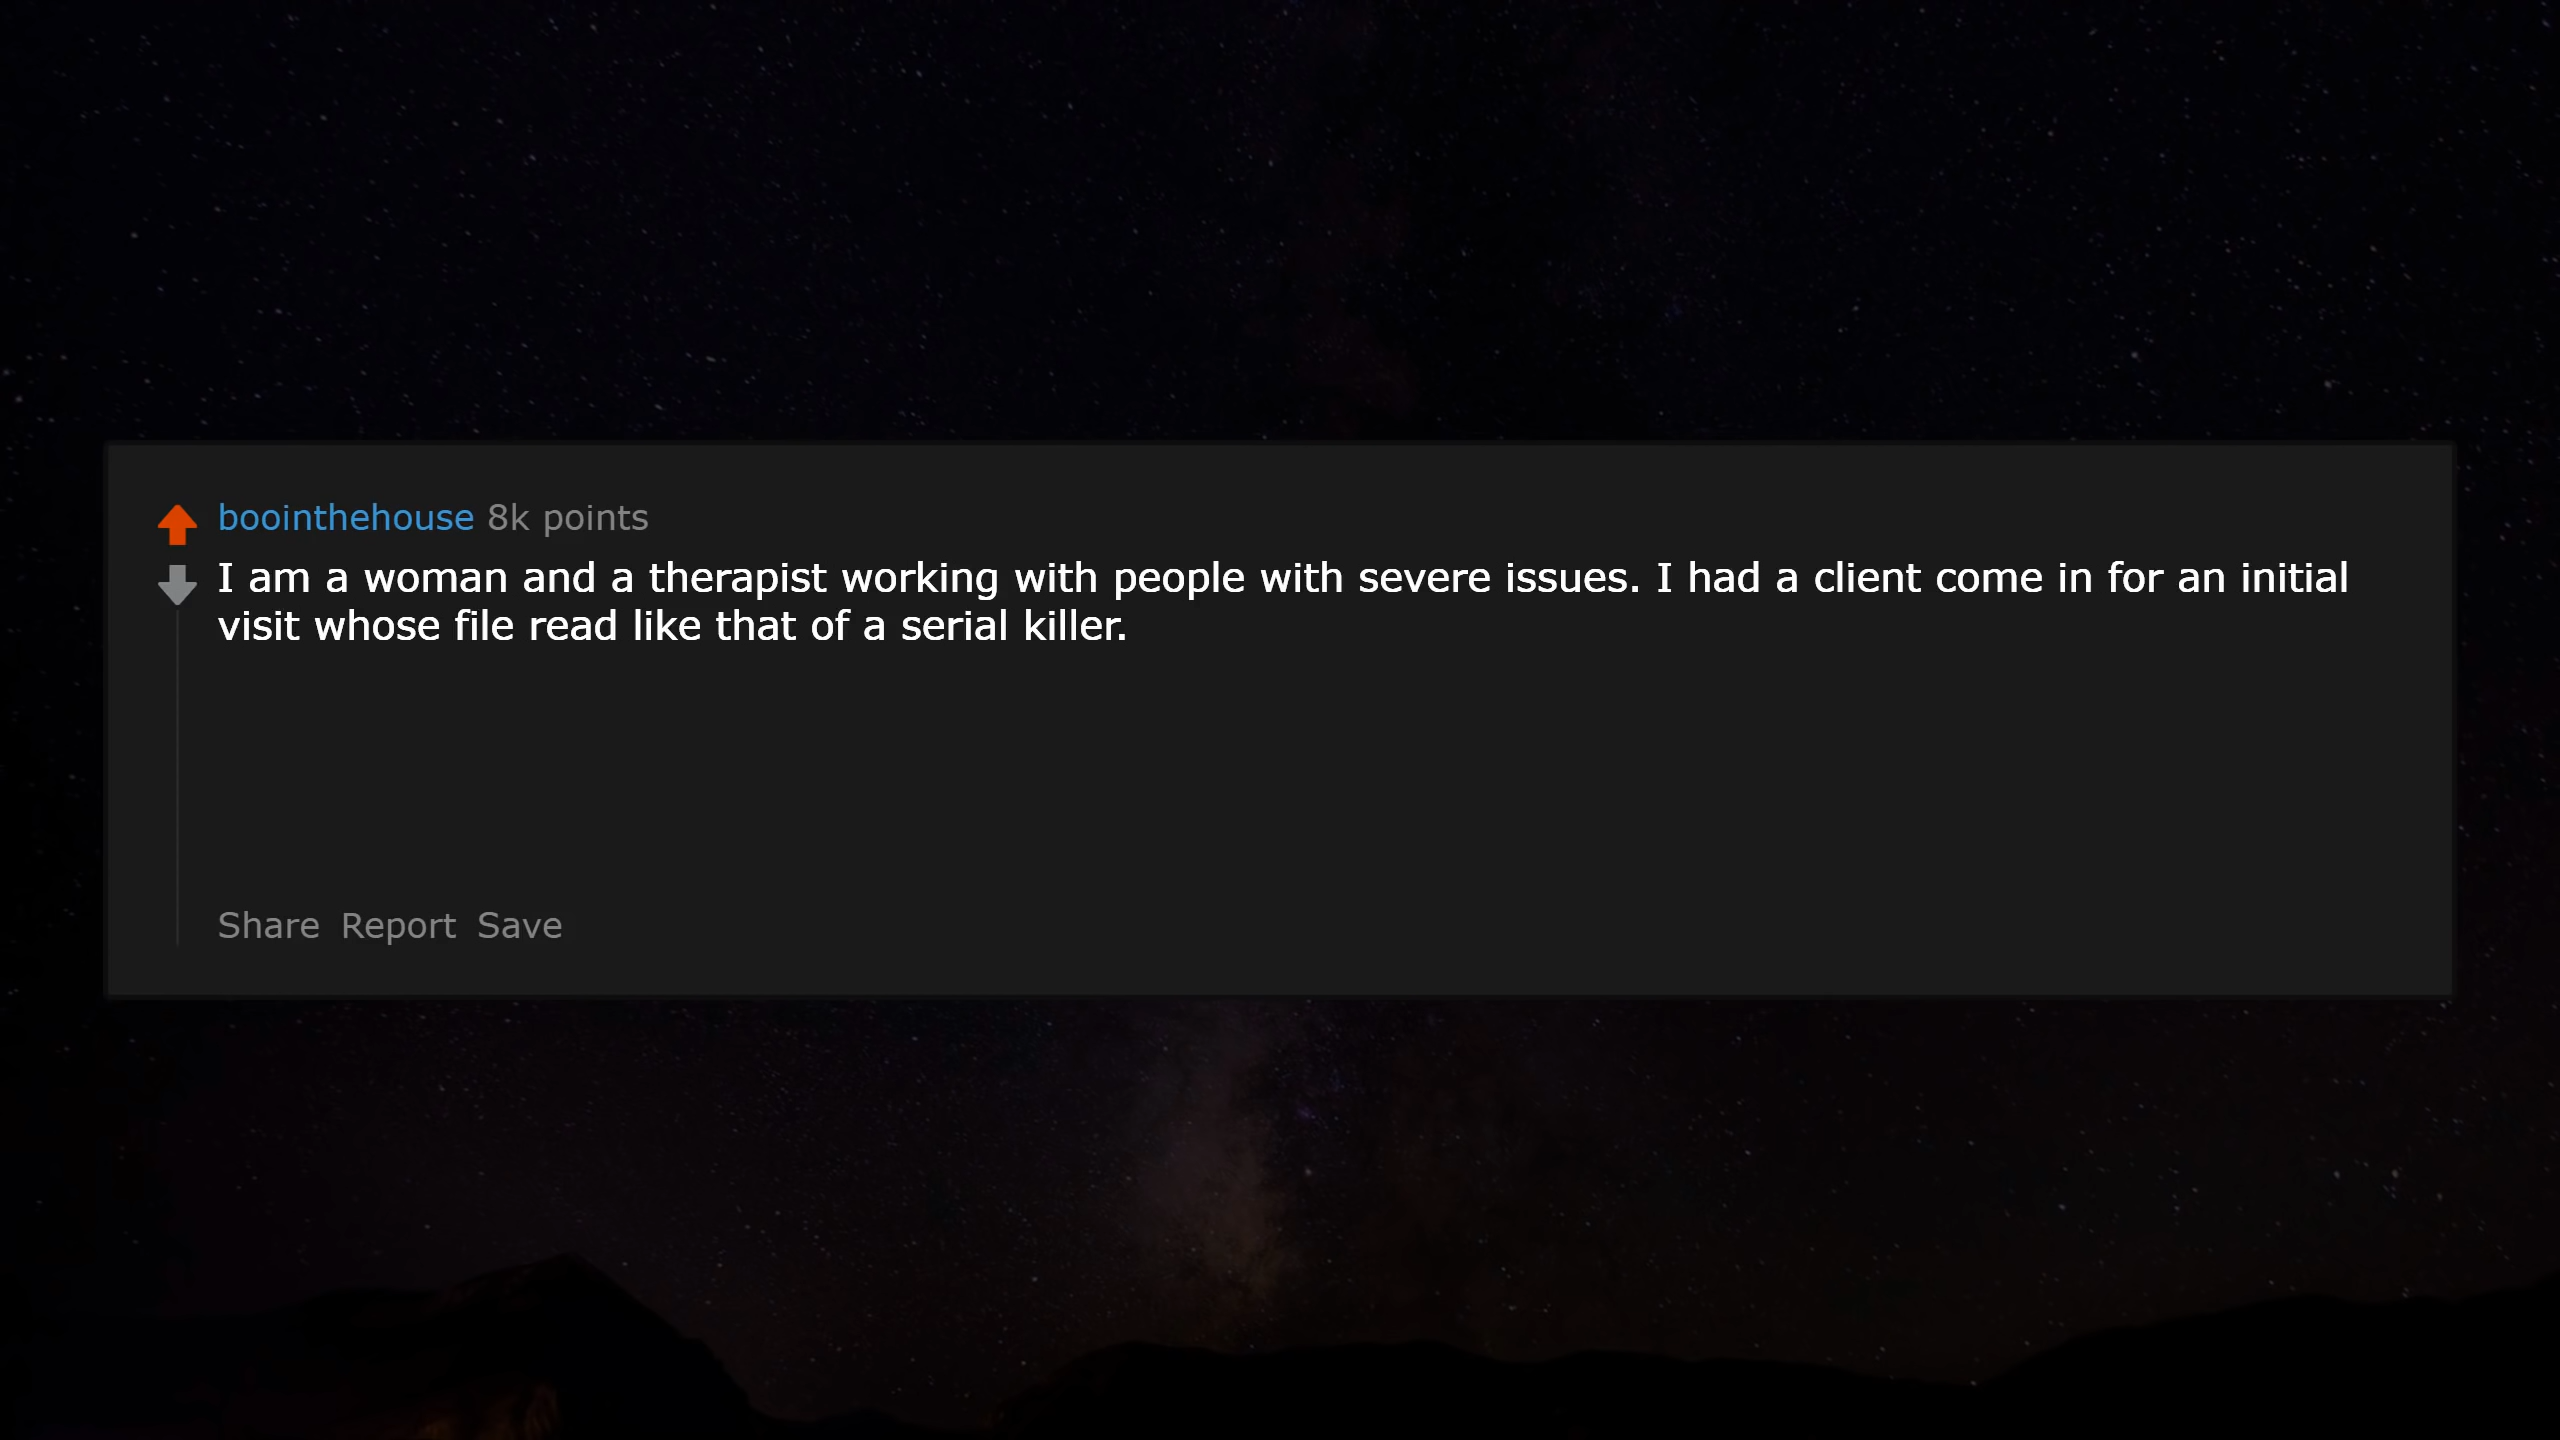 boointhehouse 8k points
I am a woman and a therapist working with people with severe issues. I had a client come in for an initial
visit whose file read like that of a serial killer.
Share Report Save